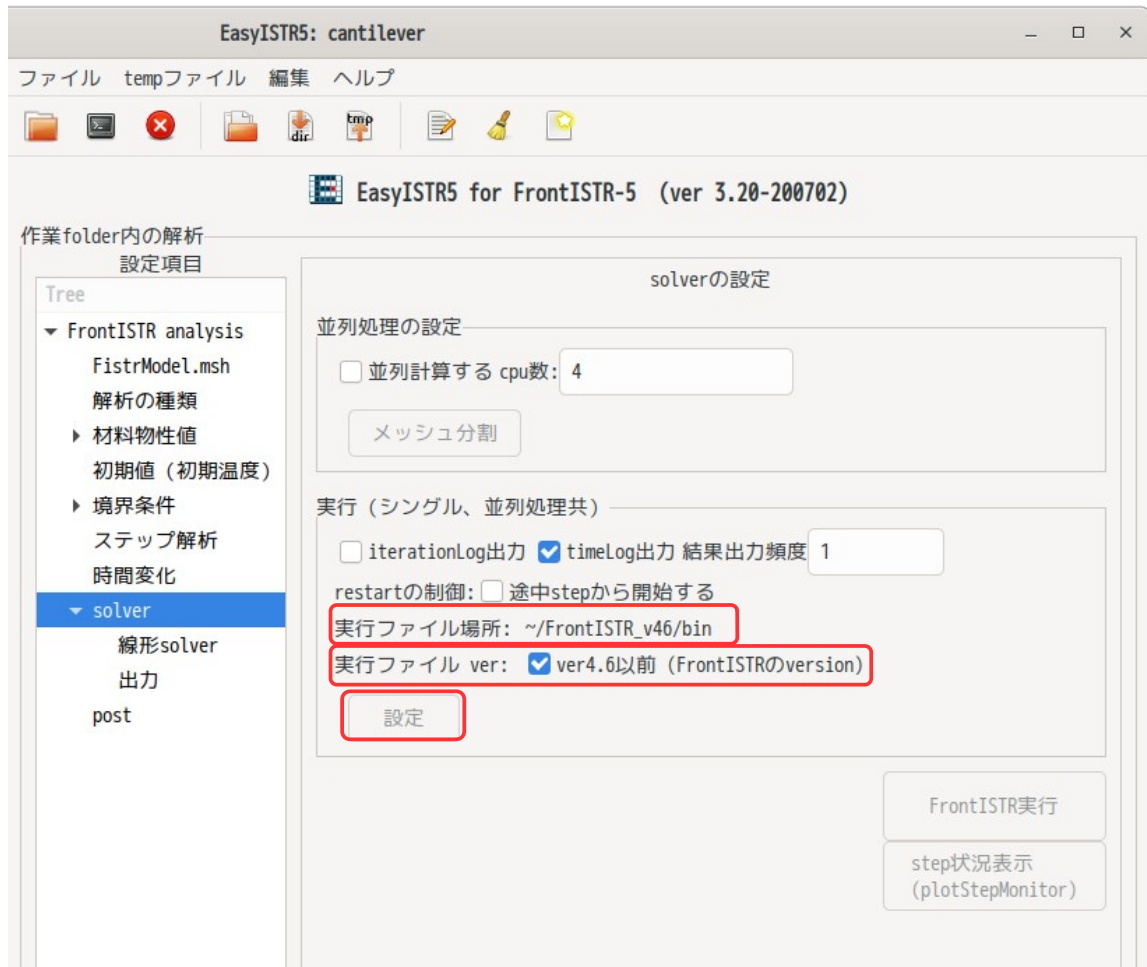 EasyISTR5: cantilever
ファイル tempファイル 編集 ヘルプ
dir
tmp
EasyISTR5 for FrontISTR-5 (ver 3.20-200702)
作業folder内の解析
設定項目
Tree
FrontISTR analysis
FistrModel.msh
解析の種類
材料物性値
初期値 (初期温度)
境界条件
ステップ解析
時間変化
solver
線形solver
出力
post
solverの設定
並列処理の設定
並列計算する cpu数: 4
メッシュ分割
実行 (シングル、並列処理共)
iterationLog出力 timeLog出力 結果出力頻度 1
restartの制御: 途中stepから開始する
実行ファイル場所: ~/FrontISTR_v46/bin
実行ファイル ver: ver4.6以前 (FrontISTRのversion)
設定
FrontISTR実行
step状況表示
(plotStepMonitor)